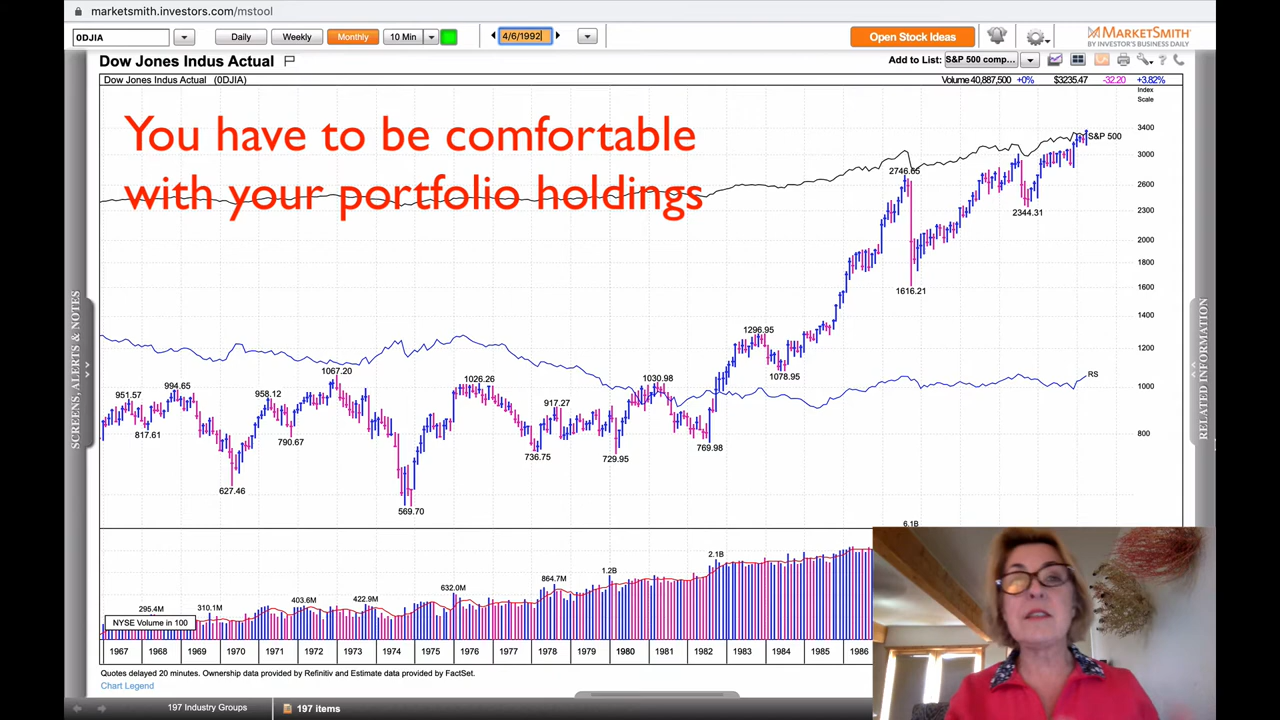 marketsmith.investors.com/mstool
0DJIA
Daily
Weekly
Monthly
10 Min
4/6/1992
Open Stock Ideas
MARKETSMITH
BY INVESTOR'S BUSINESS DAILY
Dow Jones Indus Actual
Add to List: S&P 500 comp...
Dow Jones Indus Actual (0DJIA)
Volume 40,887,500 +0% $3235.47 -32.20 +3.82%
Index
Scale
You have to be comfortable
with your portfolio holdings
3400
S&P 500
3000
2746.65
2600
2344.31
2300
2000
1800
1616.21
1600
1400
1296.95
1200
1078.95
RS
1067.20
1026.26
1030.98
1000
951.57
994.65
958.12
917.27
817.61
790.67
736.75
729.95
769.98
800
627.46
569.70
6.1B
2.1B
1.2B
864.7M
632.0M
403.6M
422.9M
295.4M
310.1M
NYSE Volume in 100
1967 1968 1969 1970 1971 1972 1973 1974 1975 1976 1977 1978 1979 1980 1981 1982 1983 1984 1985 1986
Quotes delayed 20 minutes. Ownership data provided by Refinitiv and Estimate data provided by FactSet.
Chart Legend
197 Industry Groups
197 items
SCREENS, ALERTS & NOTES
RELATED INFORMATION